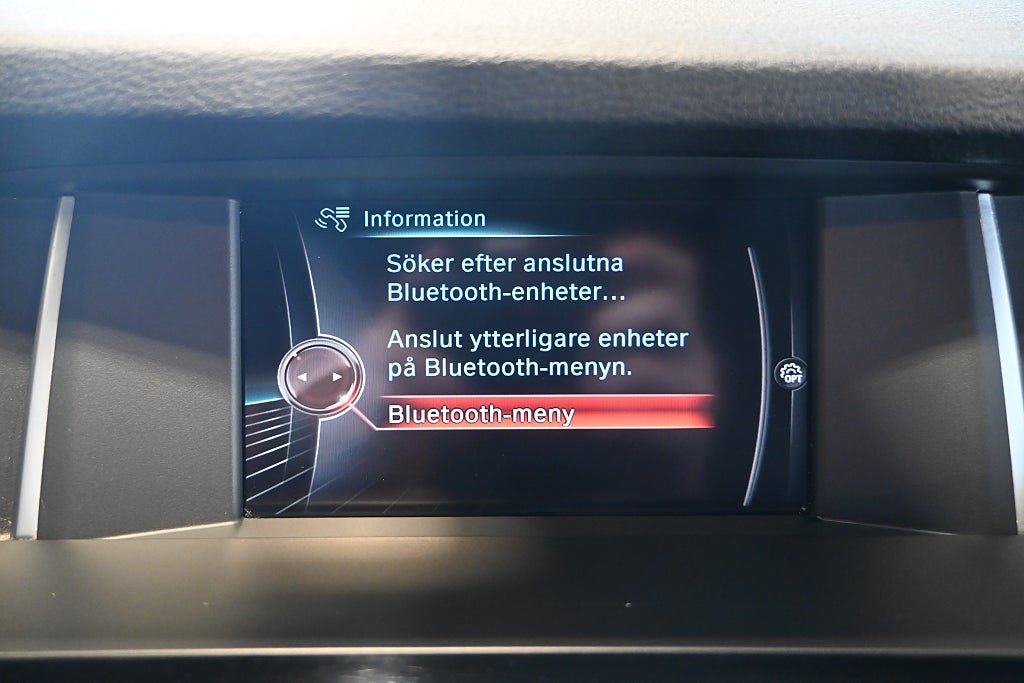 Information
Söker efter anslutna
Bluetooth-enheter...
Anslut ytterligare enheter
på Bluetooth-menyn.
OPT
Bluetooth-meny